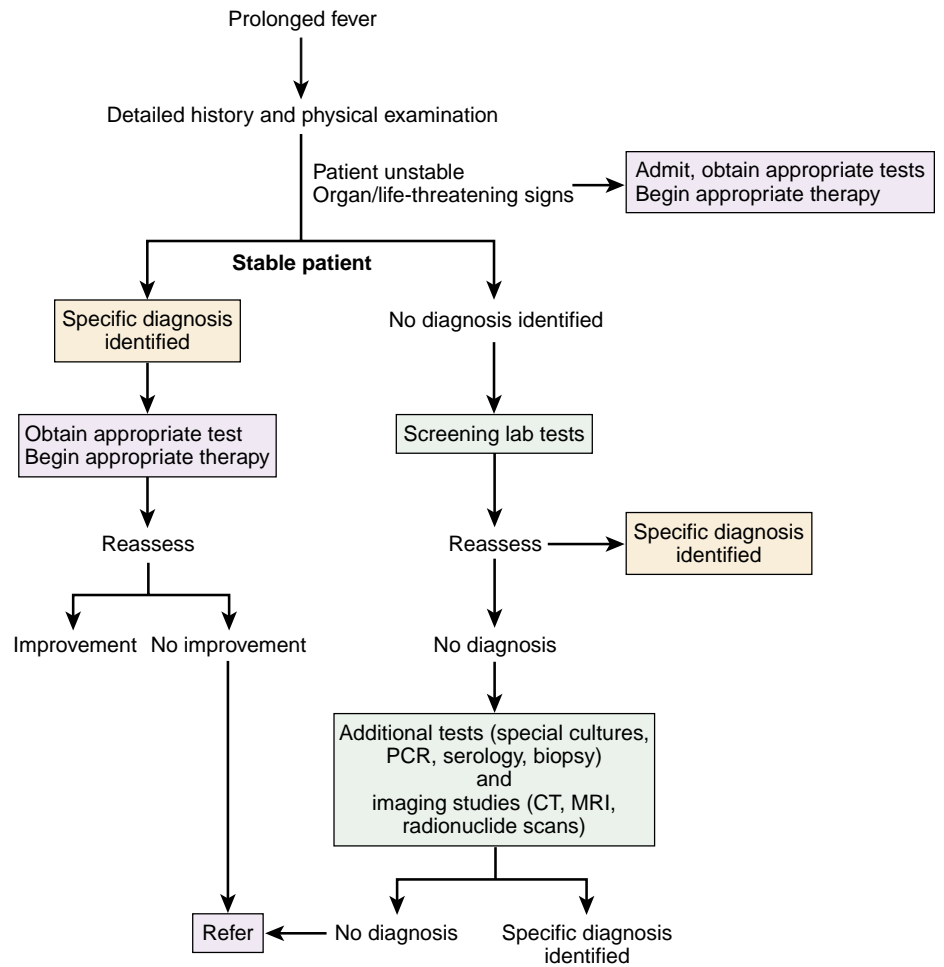 Prolonged fever
Detailed history and physical examination
Patient unstable
Organ/life-threatening signs
Admit, obtain appropriate tests
Begin appropriate therapy
Stable patient
Specific diagnosis
identified
No diagnosis identified
Obtain appropriate test
Begin appropriate therapy
Screening lab tests
Reassess
Reassess
Specific diagnosis
identified
Improvement
No improvement
No diagnosis
Additional tests (special cultures,
PCR, serology, biopsy)
and
imaging studies (CT, MRI,
radionuclide scans)
Refer
No diagnosis
Specific diagnosis
identified